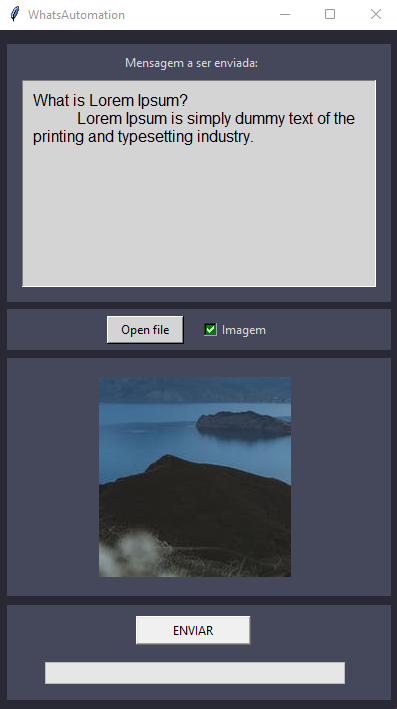 WhatsAutomation
Mensagem a ser enviada:
What is Lorem Ipsum?
Lorem Ipsum is simply dummy text of the
printing and typesetting industry.
Open file
Imagem
ENVIAR